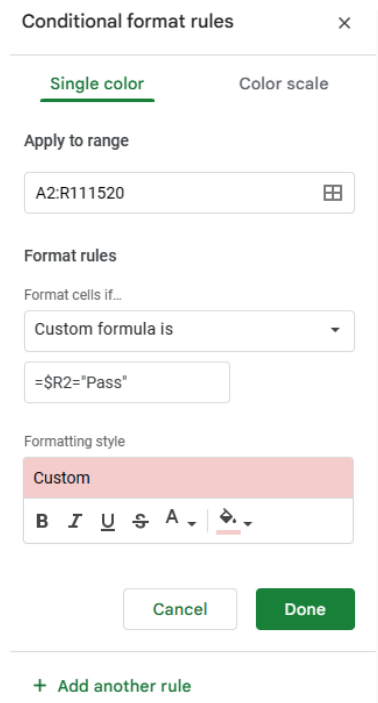 Conditional format rules
Single color Color scale
Apply to range
A2:R111520
Format rules
Format cells if…
Custom formula is
=$R2="Pass"
Formatting style
Custom
B I U S A
Cancel Done
+ Add another rule